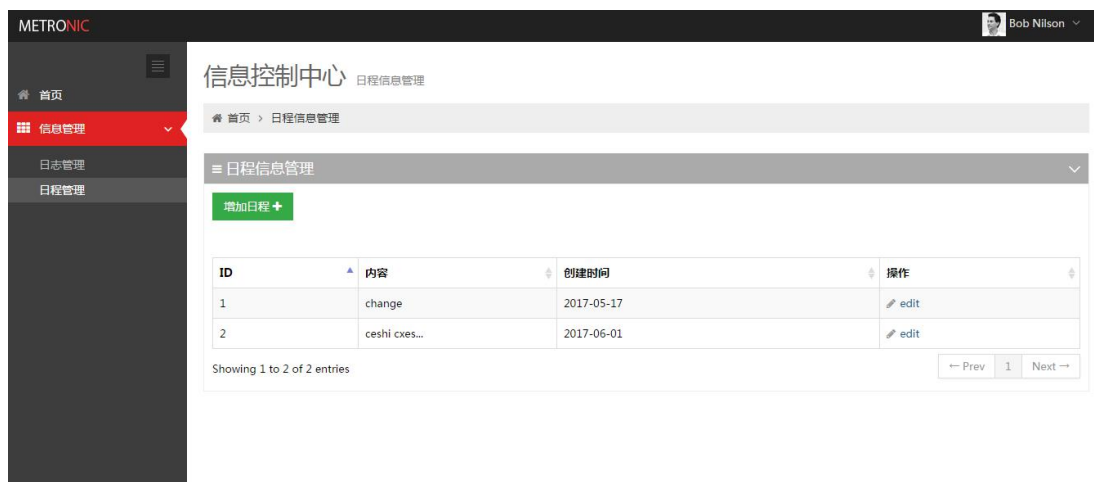 METRONIC
Bob Nilson
首页
信息管理
日志管理
日程管理
信息控制中心 日程信息管理
首页 > 日程信息管理
日程信息管理
增加日程
ID 内容 创建时间 操作
1 change 2017-05-17 edit
2 ceshi cxes... 2017-06-01 edit
Showing 1 to 2 of 2 entries
← Prev 1 Next →